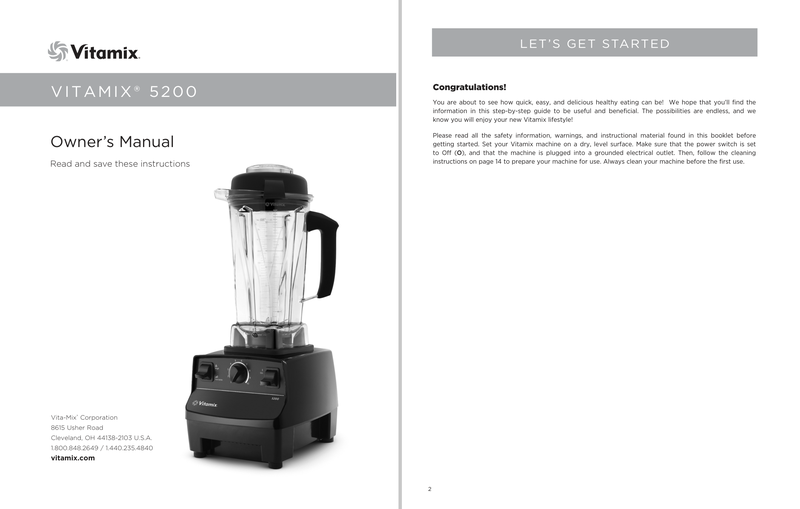 Vitamix
VITAMIX® 5200
Owner's Manual
Read and save these instructions
Vitamix
5200
Vita-Mix® Corporation
8615 Usher Road
Cleveland, OH 44138-2103 U.S.A.
1.800.848.2649 / 1.440.235.4840
vitamix.com
LET'S GET STARTED
Congratulations!
You are about to see how quick, easy, and delicious healthy eating can be!  We hope that you'll find the
information in this step-by-step guide to be useful and beneficial. The possibilities are endless, and we
know you will enjoy your new Vitamix lifestyle!
Please read all the safety information, warnings, and instructional material found in this booklet before
getting started. Set your Vitamix machine on a dry, level surface. Make sure that the power switch is set
to Off (O), and that the machine is plugged into a grounded electrical outlet. Then, follow the cleaning
instructions on page 14 to prepare your machine for use. Always clean your machine before the first use.
2